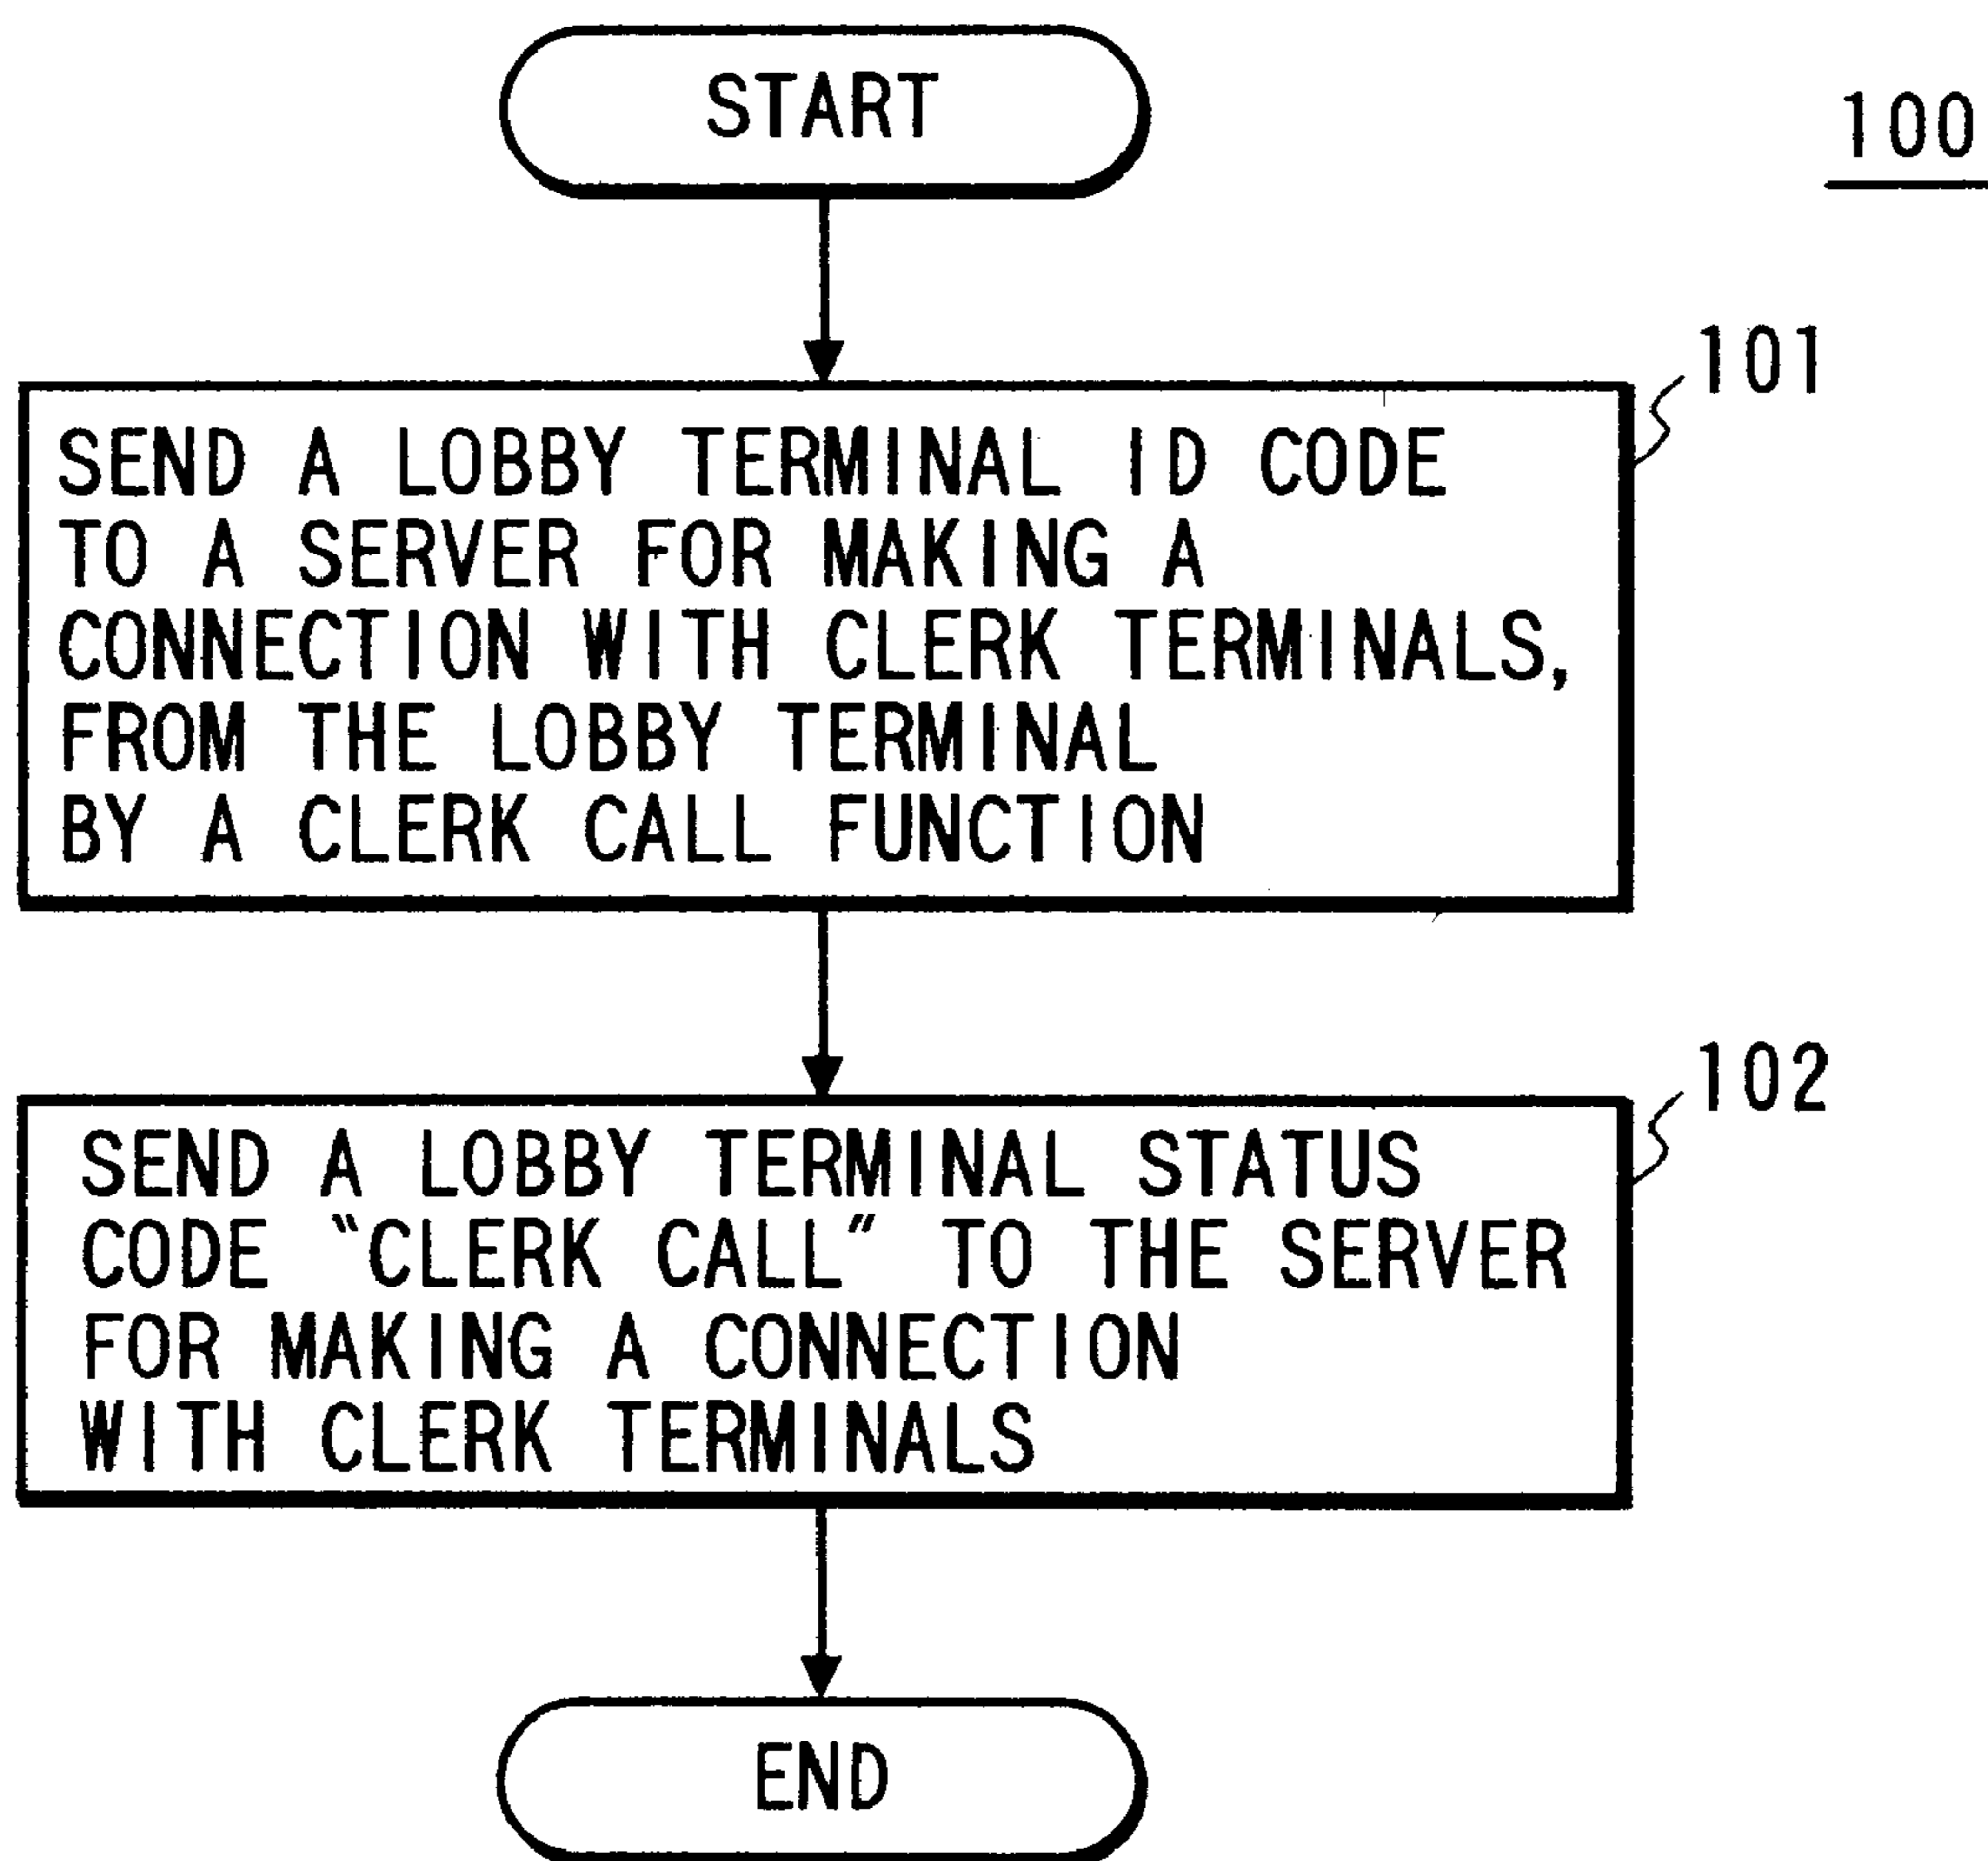 START
100
101
SEND A LOBBY TERMINAL ID CODE
TO A SERVER FOR MAKING A
CONNECTION WITH CLERK TERMINALS,
FROM THE LOBBY TERMINAL
BY A CLERK CALL FUNCTION
102
SEND A LOBBY TERMINAL STATUS
CODE "CLERK CALL" TO THE SERVER
FOR MAKING A CONNECTION
WITH CLERK TERMINALS
END